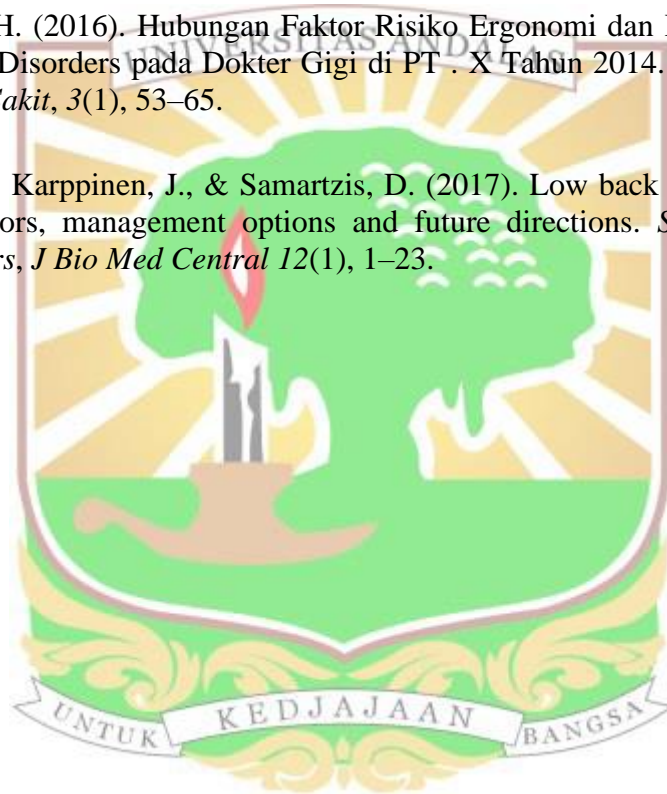 H. (2016). Hubungan Faktor Risiko Ergonomi dan
UNIVERSITAS ANDALAS
Disorders pada Dokter Gigi di PT . X Tahun 2014.
akit, 3(1), 53–65.
Karppinen, J., & Samartzis, D. (2017). Low back
ors, management options and future directions. S
rs, J Bio Med Central 12(1), 1–23.
UNTUK KEDJAJAAN BANGSA